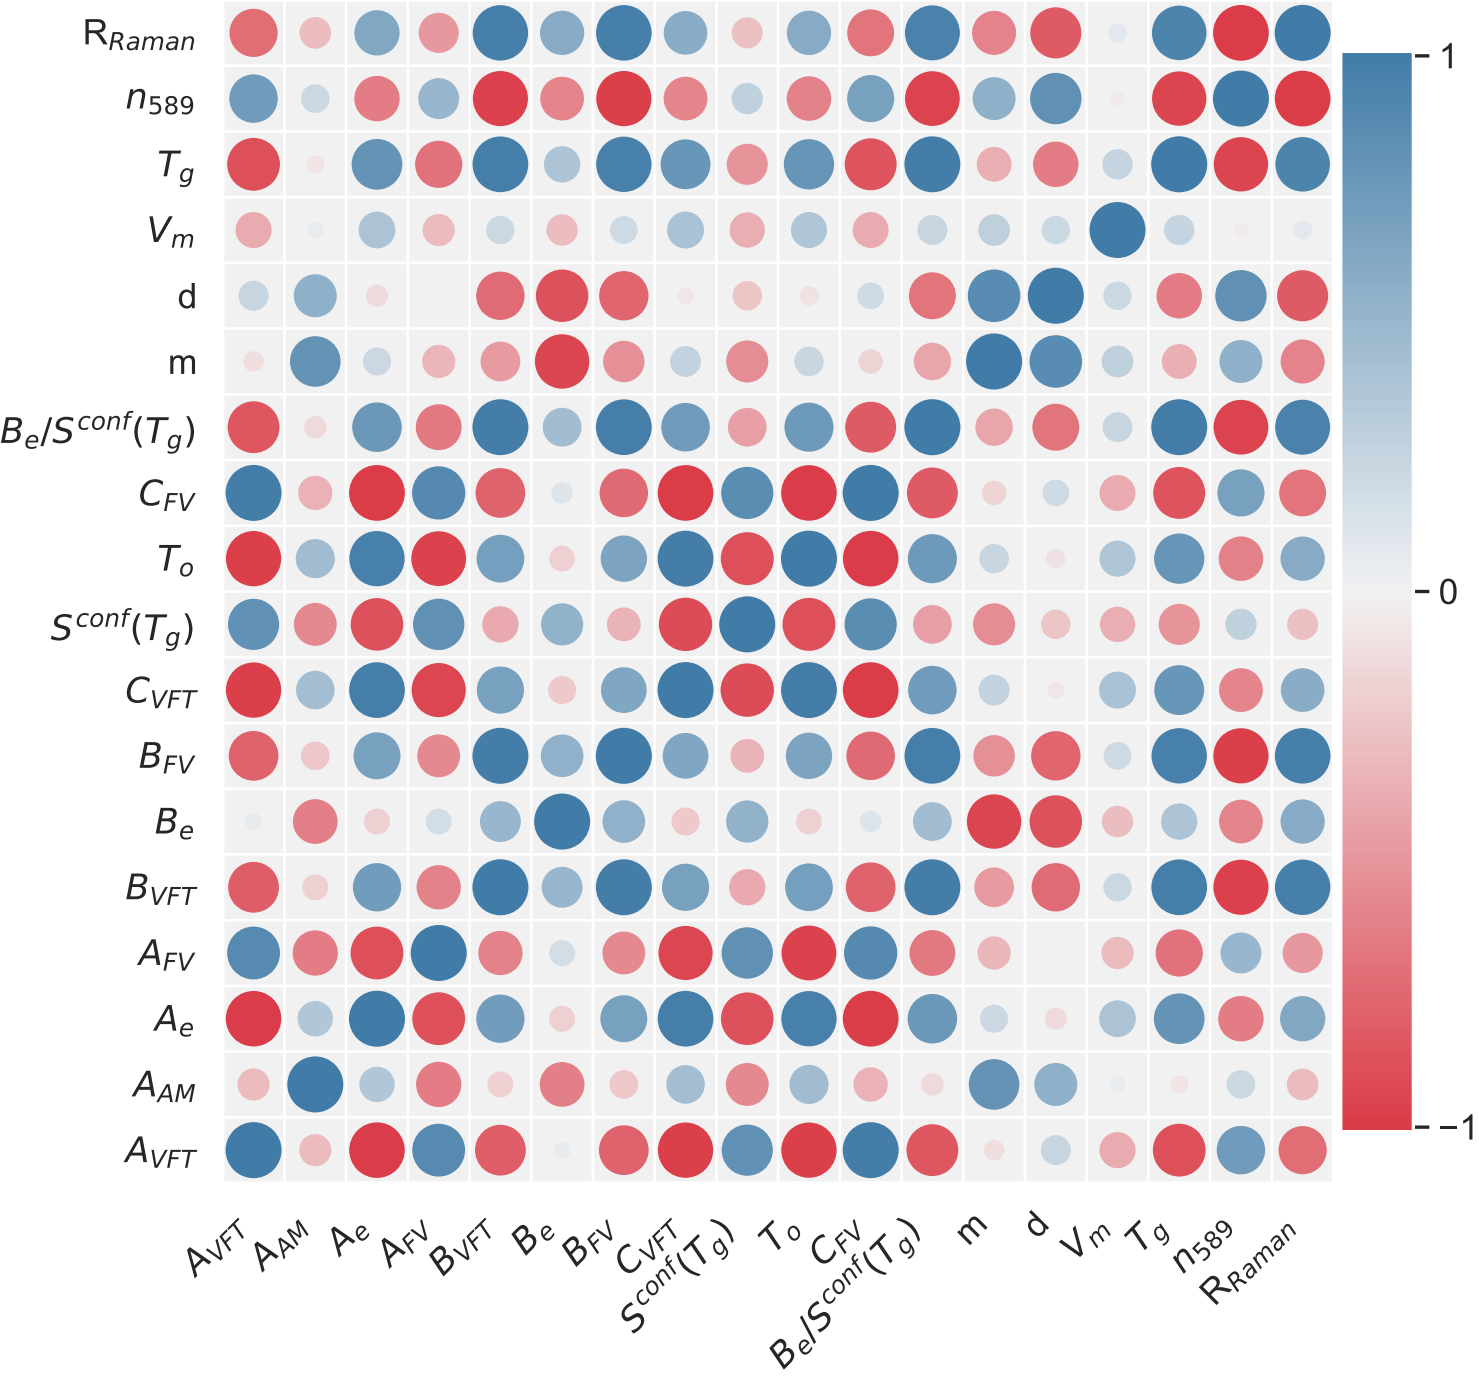 R_Raman
n_589
T_g
V_m
d
m
B_e/S^conf(T_g)
C_FV
T_o
S^conf(T_g)
C_VFT
B_FV
B_e
B_VFT
A_FV
A_e
A_AM
A_VFT
A_VFT
A_AM
A_e
A_FV
B_VFT
B_e
B_FV
C_VFT
S^conf(T_g)
T_o
C_FV
B_e/S^conf(T_g)
m
d
V_m
T_g
n_589
R_Raman
1
0
−1